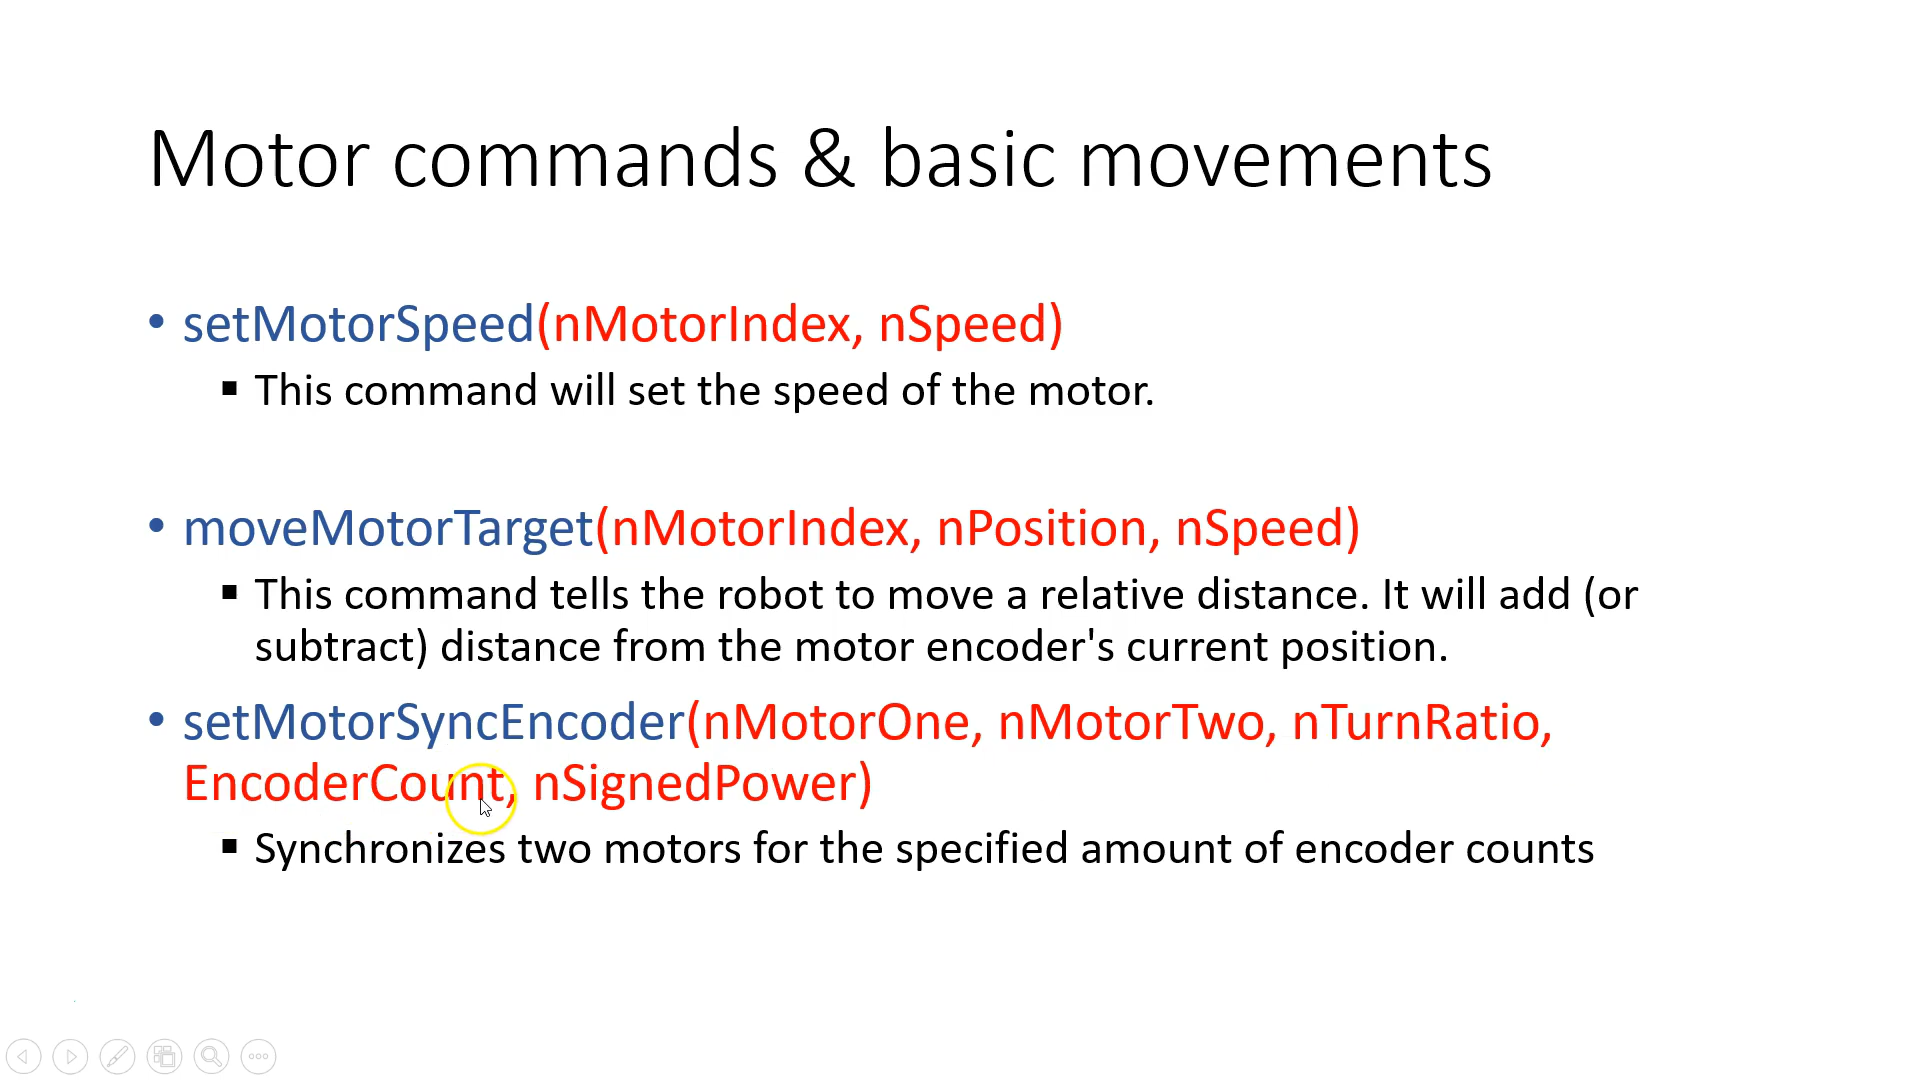 Motor commands & basic movements
• setMotorSpeed(nMotorIndex, nSpeed)
▪ This command will set the speed of the motor.
• moveMotorTarget(nMotorIndex, nPosition, nSpeed)
▪ This command tells the robot to move a relative distance. It will add (or
subtract) distance from the motor encoder's current position.
• setMotorSyncEncoder(nMotorOne, nMotorTwo, nTurnRatio,
EncoderCount, nSignedPower)
▪ Synchronizes two motors for the specified amount of encoder counts